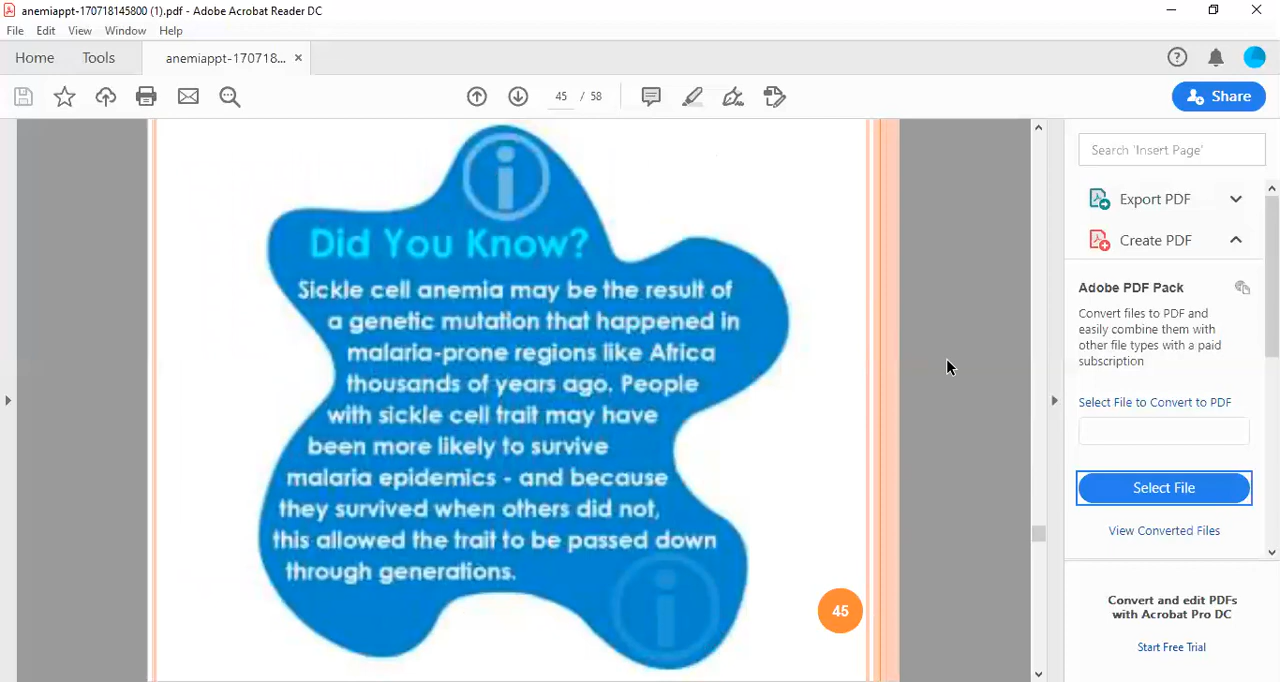 anemiappt-170718145800 (1).pdf - Adobe Acrobat Reader DC
File Edit View Window Help
Home Tools anemiappt-170718... ×
45 / 58
Share
Did You Know?
Sickle cell anemia may be the result of
a genetic mutation that happened in
malaria-prone regions like Africa
thousands of years ago. People
with sickle cell trait may have
been more likely to survive
malaria epidemics - and because
they survived when others did not,
this allowed the trait to be passed down
through generations.
45
Search 'Insert Page'
Export PDF
Create PDF
Adobe PDF Pack
Convert files to PDF and
easily combine them with
other file types with a paid
subscription
Select File to Convert to PDF
Select File
View Converted Files
Convert and edit PDFs
with Acrobat Pro DC
Start Free Trial